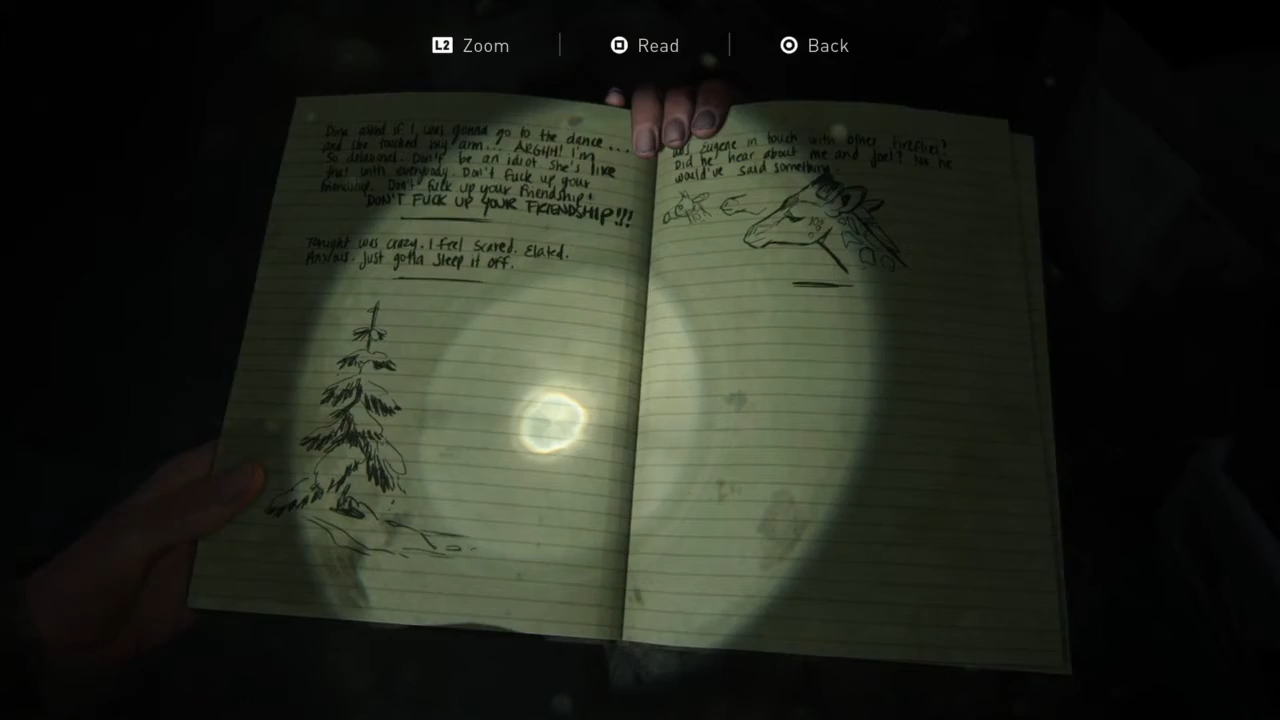 L2 Zoom
Read
Back
Dina asked if I was gonna go to the dance...
and she touched my arm... ARGHH! I'm
so delusional. Don't be an idiot. She's like
that with everybody. Don't fuck up your
friendship. Don't fuck up your friendship!
DON'T FUCK UP YOUR FRIENDSHIP!!!
Tonight was crazy. I feel scared. Elated.
Anxious. Just gotta sleep it off.
Was Eugene in touch with other fireflies?
Did he hear about me and Joel? No he
would've said something.